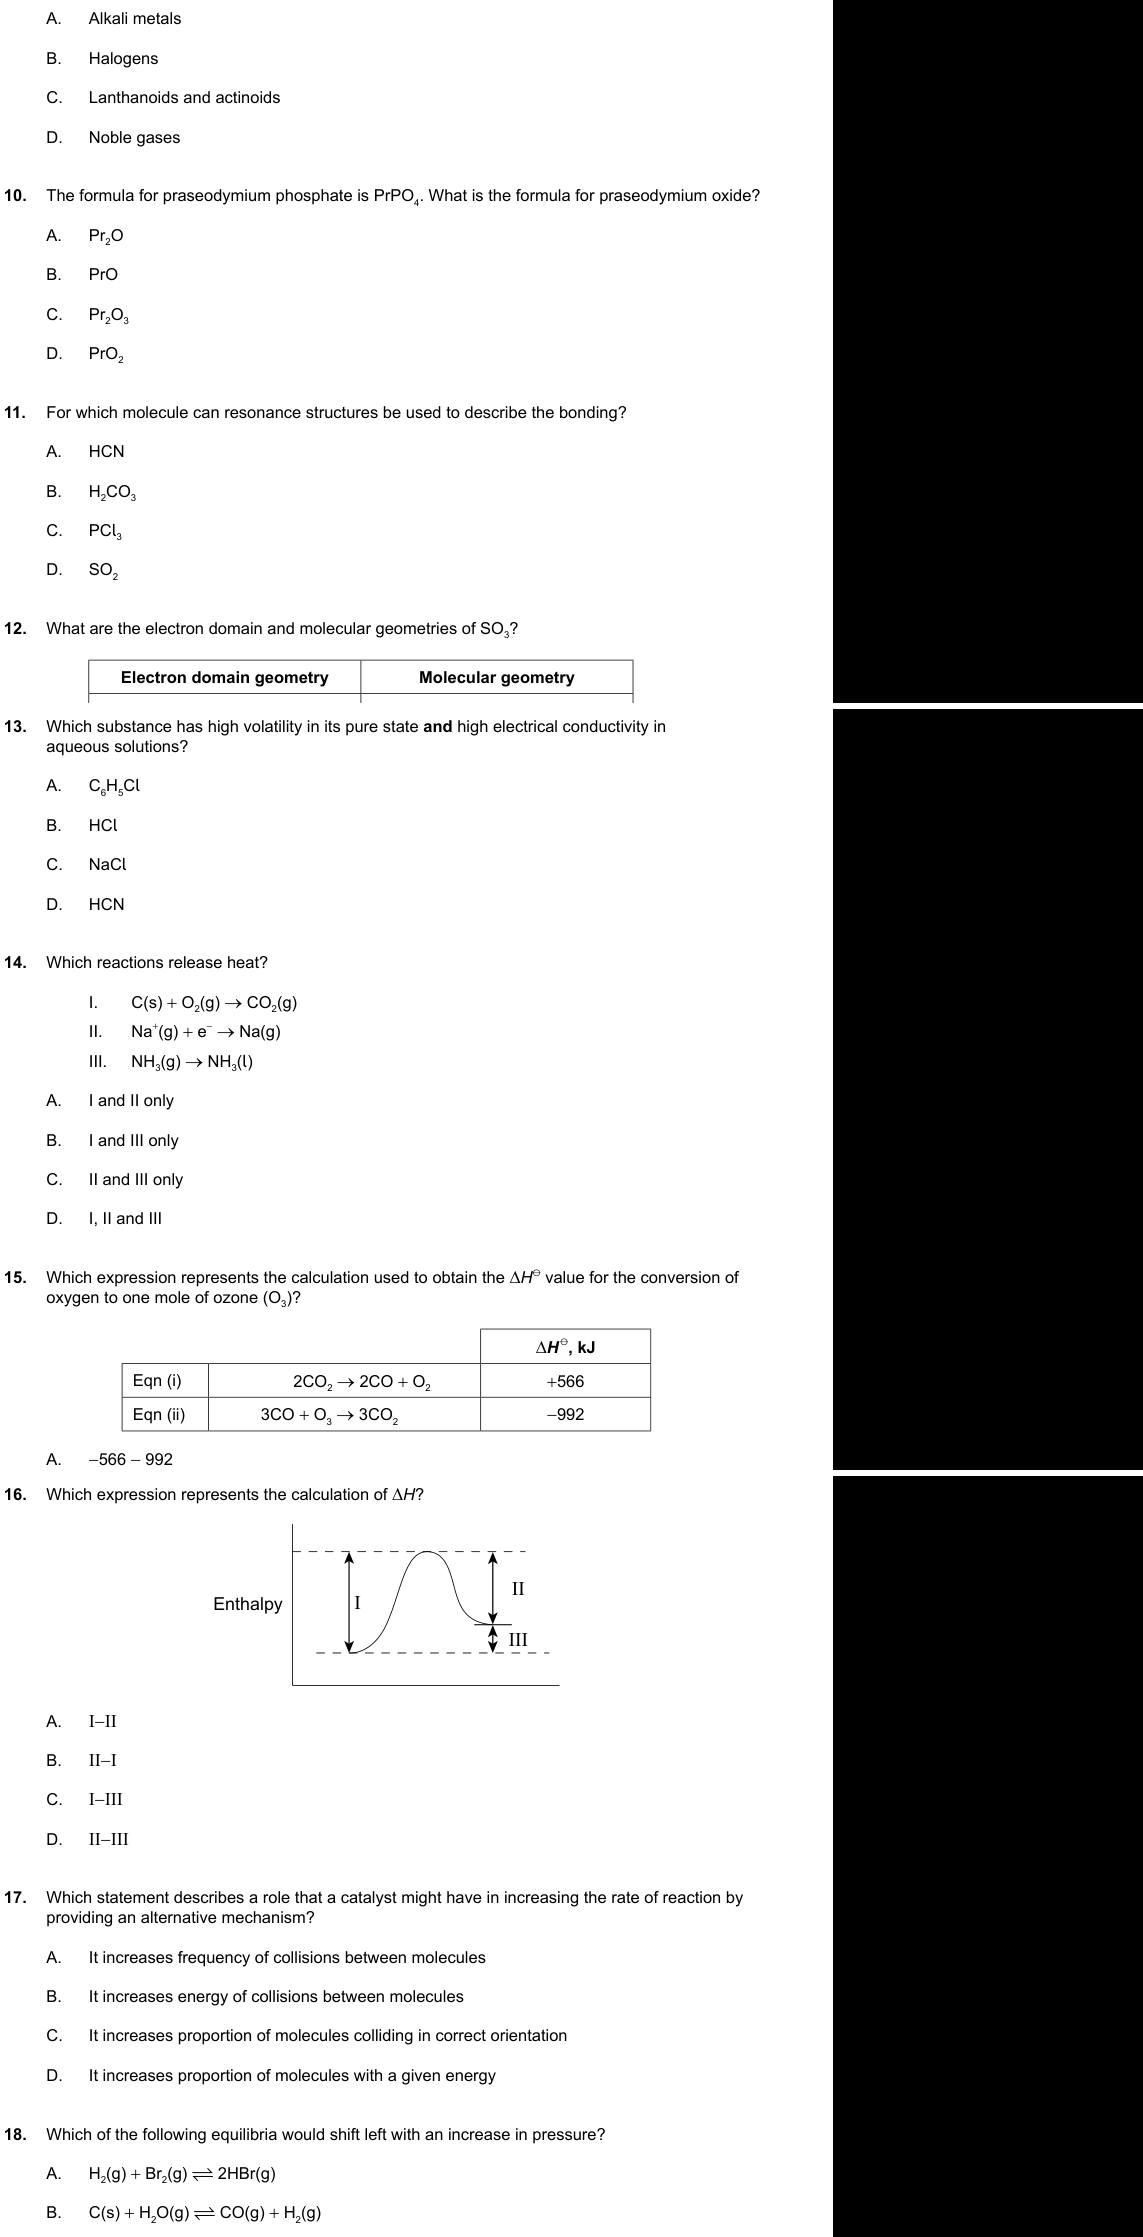 A. Alkali metals
B. Halogens
C. Lanthanoids and actinoids
D. Noble gases
10. The formula for praseodymium phosphate is PrPO₄. What is the formula for praseodymium oxide?
A. Pr₂O
B. PrO
C. Pr₂O₃
D. PrO₂
11. For which molecule can resonance structures be used to describe the bonding?
A. HCN
B. H₂CO₃
C. PCl₃
D. SO₂
12. What are the electron domain and molecular geometries of SO₃?
Electron domain geometry Molecular geometry
13. Which substance has high volatility in its pure state and high electrical conductivity in
aqueous solutions?
A. C₆H₅Cl
B. HCl
C. NaCl
D. HCN
14. Which reactions release heat?
I. C(s) + O₂(g) → CO₂(g)
II. Na⁺(g) + e⁻ → Na(g)
III. NH₃(g) → NH₃(l)
A. I and II only
B. I and III only
C. II and III only
D. I, II and III
15. Which expression represents the calculation used to obtain the ΔH⊖ value for the conversion of
oxygen to one mole of ozone (O₃)?
ΔH⊖, kJ
Eqn (i) 2CO₂ → 2CO + O₂ +566
Eqn (ii) 3CO + O₃ → 3CO₂ −992
A. −566 − 992
16. Which expression represents the calculation of ΔH?
II
Enthalpy I
III
A. I–II
B. II–I
C. I–III
D. II–III
17. Which statement describes a role that a catalyst might have in increasing the rate of reaction by
providing an alternative mechanism?
A. It increases frequency of collisions between molecules
B. It increases energy of collisions between molecules
C. It increases proportion of molecules colliding in correct orientation
D. It increases proportion of molecules with a given energy
18. Which of the following equilibria would shift left with an increase in pressure?
A. H₂(g) + Br₂(g) ⇌ 2HBr(g)
B. C(s) + H₂O(g) ⇌ CO(g) + H₂(g)